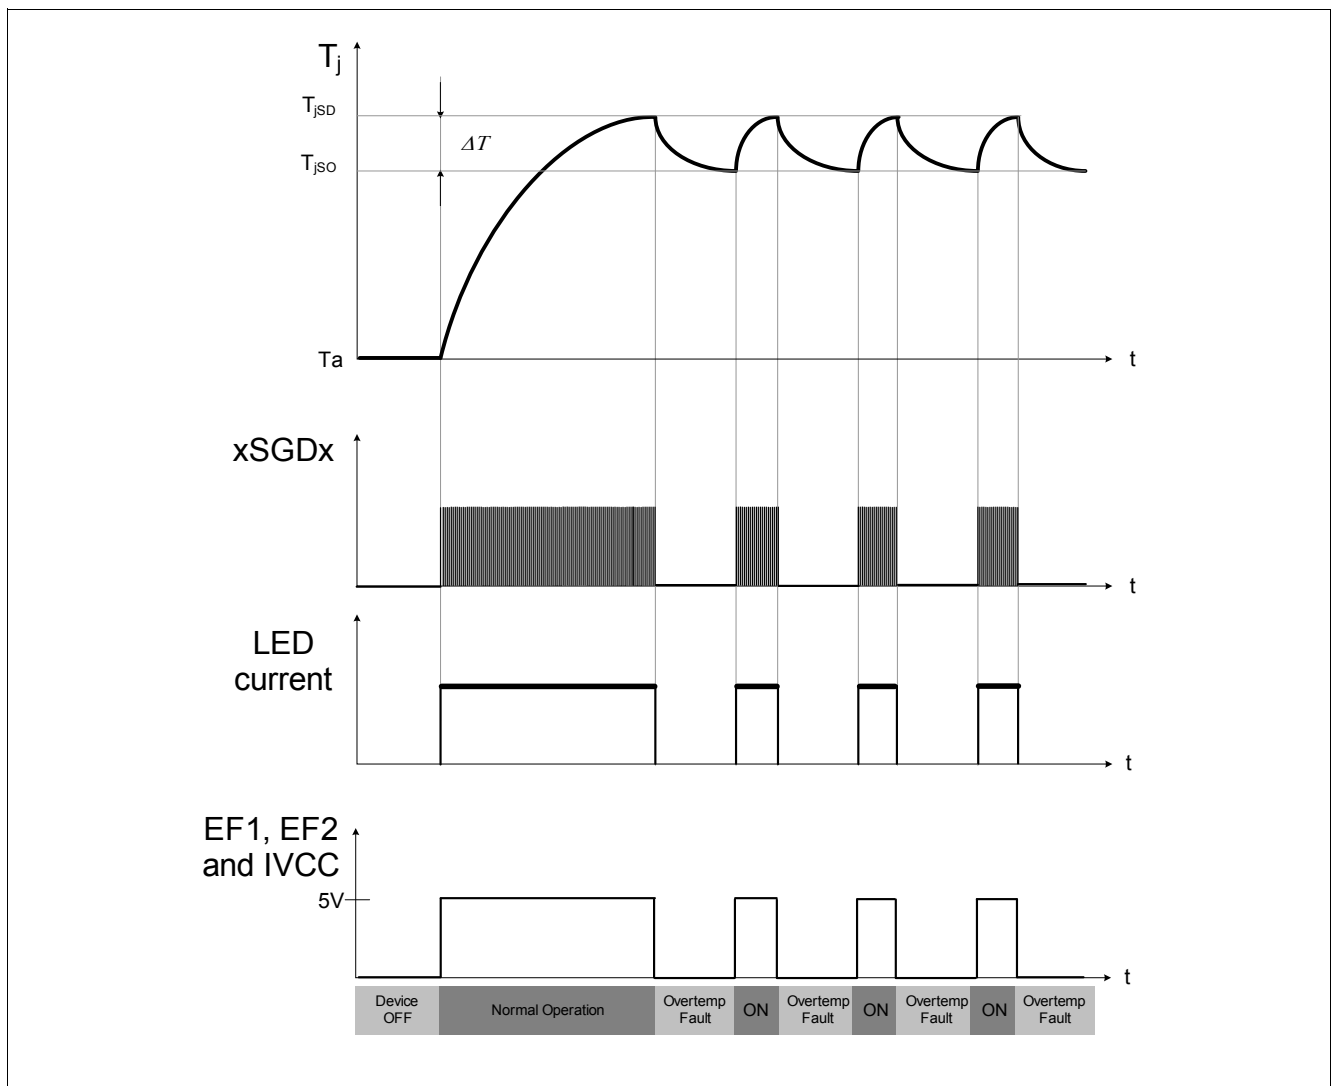 Tj
TjSD
ΔT
TjSO
Ta
t
xSGDx
t
LED
current
t
EF1, EF2
and IVCC
5V
t
Device
OFF
Normal Operation
Overtemp
Fault
ON
Overtemp
Fault
ON
Overtemp
Fault
ON
Overtemp
Fault